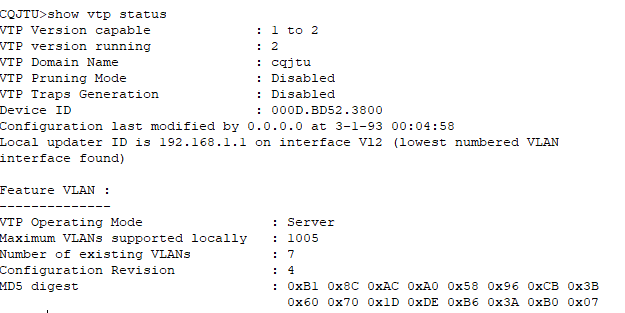 CQJTU>show vtp status
VTP Version capable : 1 to 2
VTP version running : 2
VTP Domain Name : cqjtu
VTP Pruning Mode : Disabled
VTP Traps Generation : Disabled
Device ID : 000D.BD52.3800
Configuration last modified by 0.0.0.0 at 3-1-93 00:04:58
Local updater ID is 192.168.1.1 on interface Vl2 (lowest numbered VLAN
interface found)
Feature VLAN :
--------------
VTP Operating Mode : Server
Maximum VLANs supported locally : 1005
Number of existing VLANs : 7
Configuration Revision : 4
MD5 digest : 0xB1 0x8C 0xAC 0xA0 0x58 0x96 0xCB 0x3B
0x60 0x70 0x1D 0xDE 0xB6 0x3A 0xB0 0x07